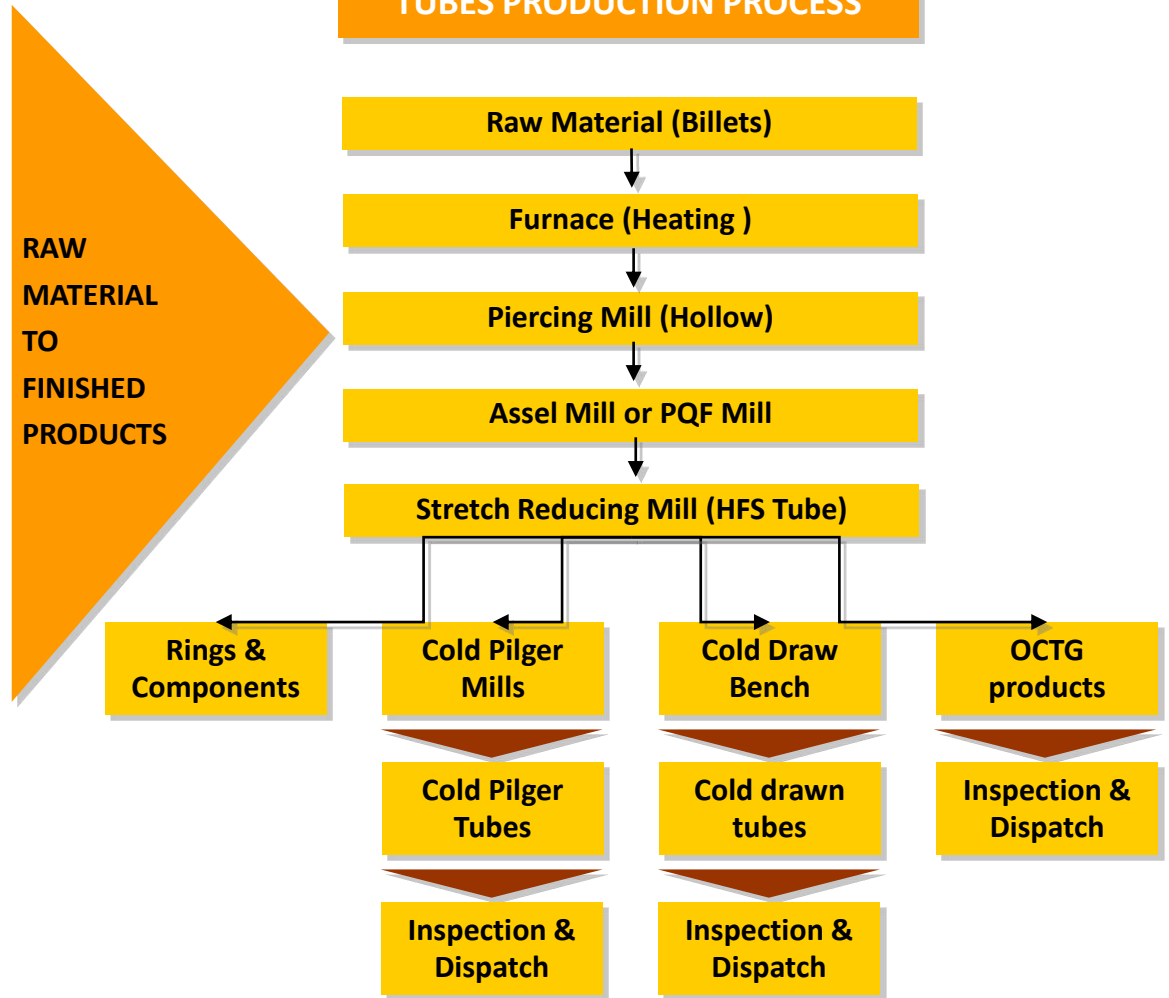 TUBES PRODUCTION PROCESS
RAW
MATERIAL
TO
FINISHED
PRODUCTS
Raw Material (Billets)
Furnace (Heating )
Piercing Mill (Hollow)
Assel Mill or PQF Mill
Stretch Reducing Mill (HFS Tube)
Rings &
Components
Cold Pilger
Mills
Cold Draw
Bench
OCTG
products
Cold Pilger
Tubes
Cold drawn
tubes
Inspection &
Dispatch
Inspection &
Dispatch
Inspection &
Dispatch